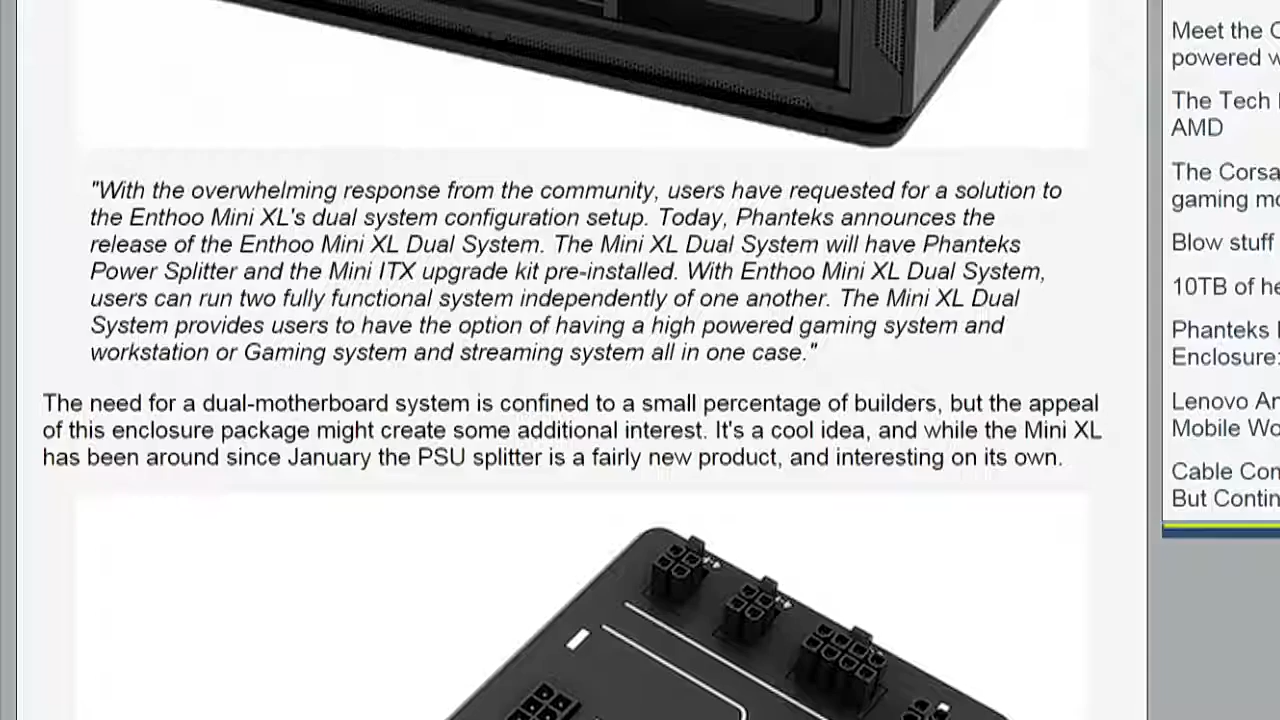 "With the overwhelming response from the community, users have requested for a solution to
the Enthoo Mini XL's dual system configuration setup. Today, Phanteks announces the
release of the Enthoo Mini XL Dual System. The Mini XL Dual System will have Phanteks
Power Splitter and the Mini ITX upgrade kit pre-installed. With Enthoo Mini XL Dual System,
users can run two fully functional system independently of one another. The Mini XL Dual
System provides users to have the option of having a high powered gaming system and
workstation or Gaming system and streaming system all in one case."
The need for a dual-motherboard system is confined to a small percentage of builders, but the appeal
of this enclosure package might create some additional interest. It's a cool idea, and while the Mini XL
has been around since January the PSU splitter is a fairly new product, and interesting on its own.
Meet the
powered
The Tech
AMD
The
gaming
Blow stuff
10TB of
Phanteks
Enclosure:
Lenovo
Mobile
Cable
But